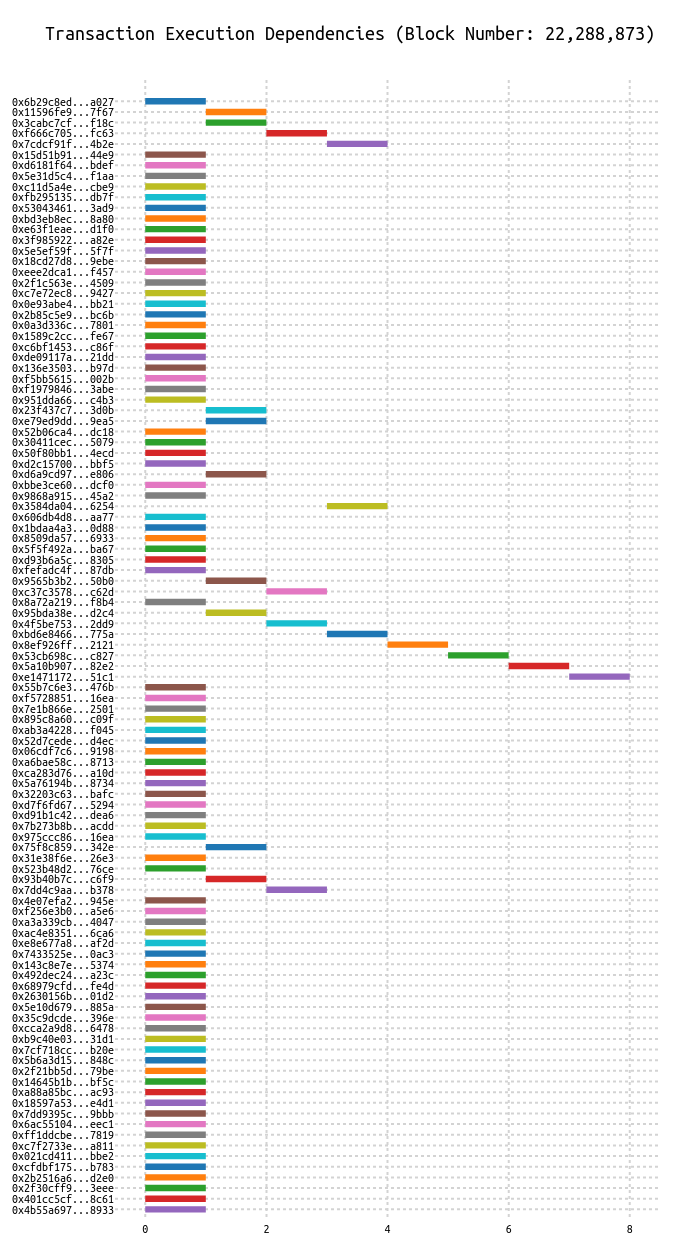 Transaction Execution Dependencies (Block Number: 22,288,873)
0x6b29c8ed...a027
0x11596fe9...7f67
0x3cabc7cf...f18c
0xf666c705...fc63
0x7cdcf91f...4b2e
0x15d51b91...44e9
0xd6181f64...bdef
0x5e31d5c4...f1aa
0xc11d5a4e...cbe9
0xfb295135...db7f
0x53043461...3ad9
0xbd3eb8ec...8a80
0xe63f1eae...d1f0
0x3f985922...a82e
0x5e5ef59f...5f7f
0x18cd27d8...9ebe
0xeee2dca1...f457
0x2f1c563e...4509
0xc7e72ec8...9427
0x0e93abe4...bb21
0x2b85c5e9...bc6b
0x0a3d336c...7801
0x1589c2cc...fe67
0xc6bf1453...c86f
0xde09117a...21dd
0x136e3503...b97d
0xf5bb5615...002b
0xf1979846...3abe
0x951dda66...c4b3
0x23f437c7...3d0b
0xe79ed9dd...9ea5
0x52b06ca4...dc18
0x30411cec...5079
0x50f80bb1...4ecd
0xd2c15700...bbf5
0xd6a9cd97...e806
0xbbe3ce60...dcf0
0x9868a915...45a2
0x3584da04...6254
0x606db4d8...aa77
0x1bdaa4a3...0d88
0x8509da57...6933
0x5f5f492a...ba67
0xd93b6a5c...8305
0xfefadc4f...87db
0x9565b3b2...50b0
0xc37c3578...c62d
0x8a72a219...f8b4
0x95bda38e...d2c4
0x4f5be753...2dd9
0xbd6e8466...775a
0x8ef926ff...2121
0x53cb698c...c827
0x5a10b907...82e2
0xe1471172...51c1
0x55b7c6e3...476b
0xf5728851...16ea
0x7e1b866e...2501
0x895c8a60...c09f
0xab3a4228...f045
0x52d7cede...d4ec
0x06cdf7c6...9198
0xa6bae58c...8713
0xca283d76...a10d
0x5a76194b...8734
0x32203c63...bafc
0xd7f6fd67...5294
0xd91b1c42...dea6
0x7b273b8b...acdd
0x975ccc86...16ea
0x75f8c859...342e
0x31e38f6e...26e3
0x523b48d2...76ce
0x93b40b7c...c6f9
0x7dd4c9aa...b378
0x4e07efa2...945e
0xf256e3b0...a5e6
0xa3a339cb...4047
0xac4e8351...6ca6
0xe8e677a8...af2d
0x7433525e...0ac3
0x143c8e7e...5374
0x492dec24...a23c
0x68979cfd...fe4d
0x2630156b...01d2
0x5e10d679...885a
0x35c9dcde...396e
0xcca2a9d8...6478
0xb9c40e03...31d1
0x7cf718cc...b20e
0x5b6a3d15...848c
0x2f21bb5d...79be
0x14645b1b...bf5c
0xa88a85bc...ac93
0x18597a53...e4d1
0x7dd9395c...9bbb
0x6ac55104...eec1
0xff1ddcbe...7819
0xc7f2733e...a811
0x021cd411...bbe2
0xcfdbf175...b783
0x2b2516a6...d2e0
0x2f30cff9...3eee
0x401cc5cf...8c61
0x4b55a697...8933
0 2 4 6 8